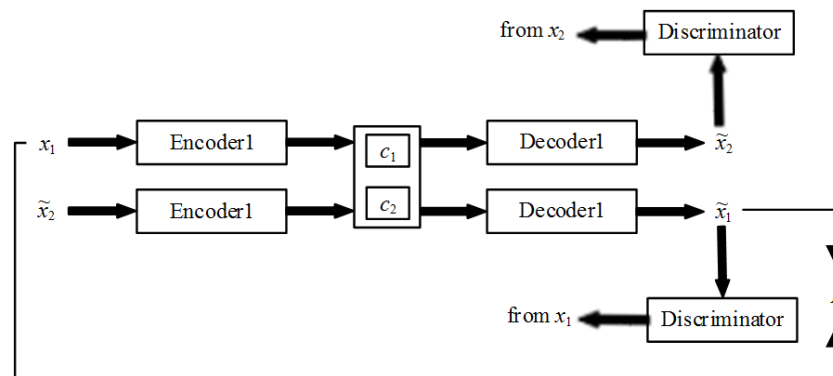 from x₂ Discriminator
x₁ Encoder1 c₁ Decoder1 x̃₂
x̃₂ Encoder1 c₂ Decoder1 x̃₁
from x₁ Discriminator